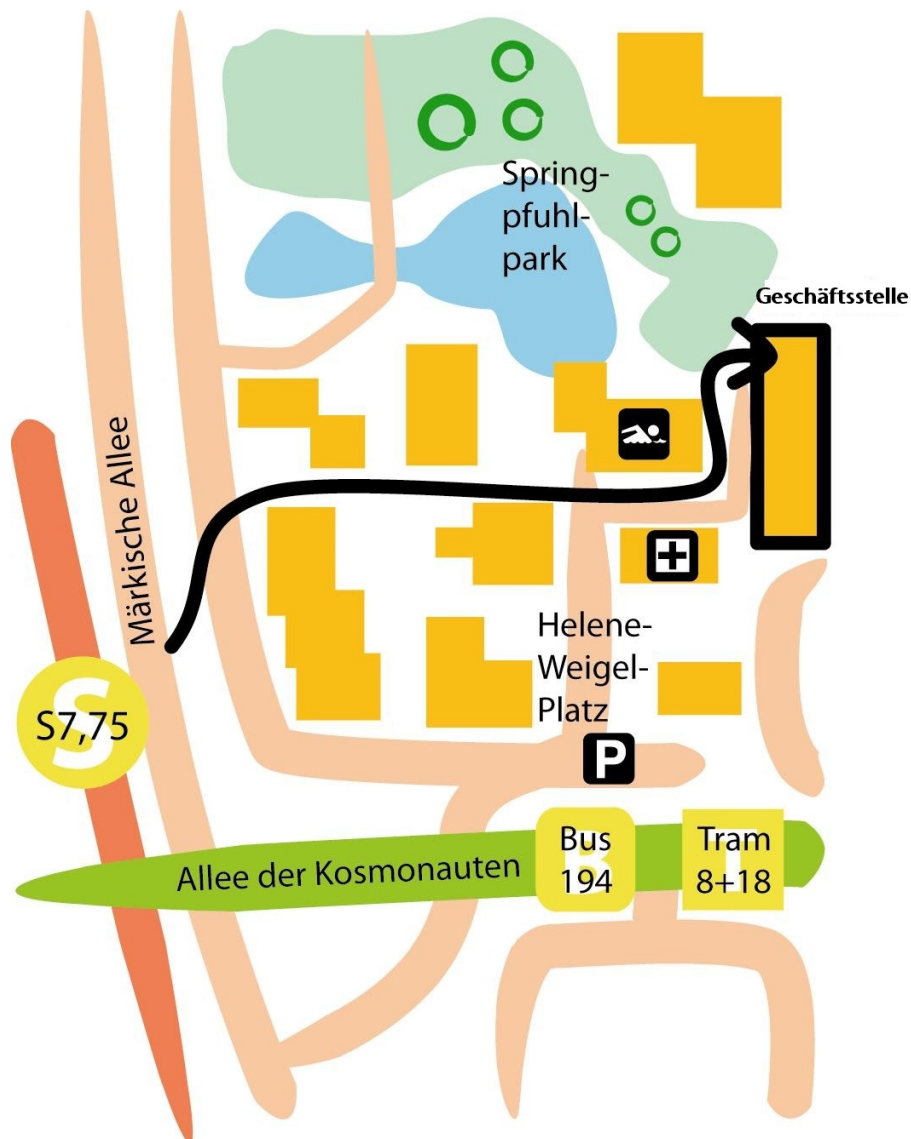 Spring-
pfuhl-
park
Geschäftsstelle
Märkische Allee
Helene-
Weigel-
Platz
S
S7,75
P
Allee der Kosmonauten
B
Bus
194
T
Tram
8+18